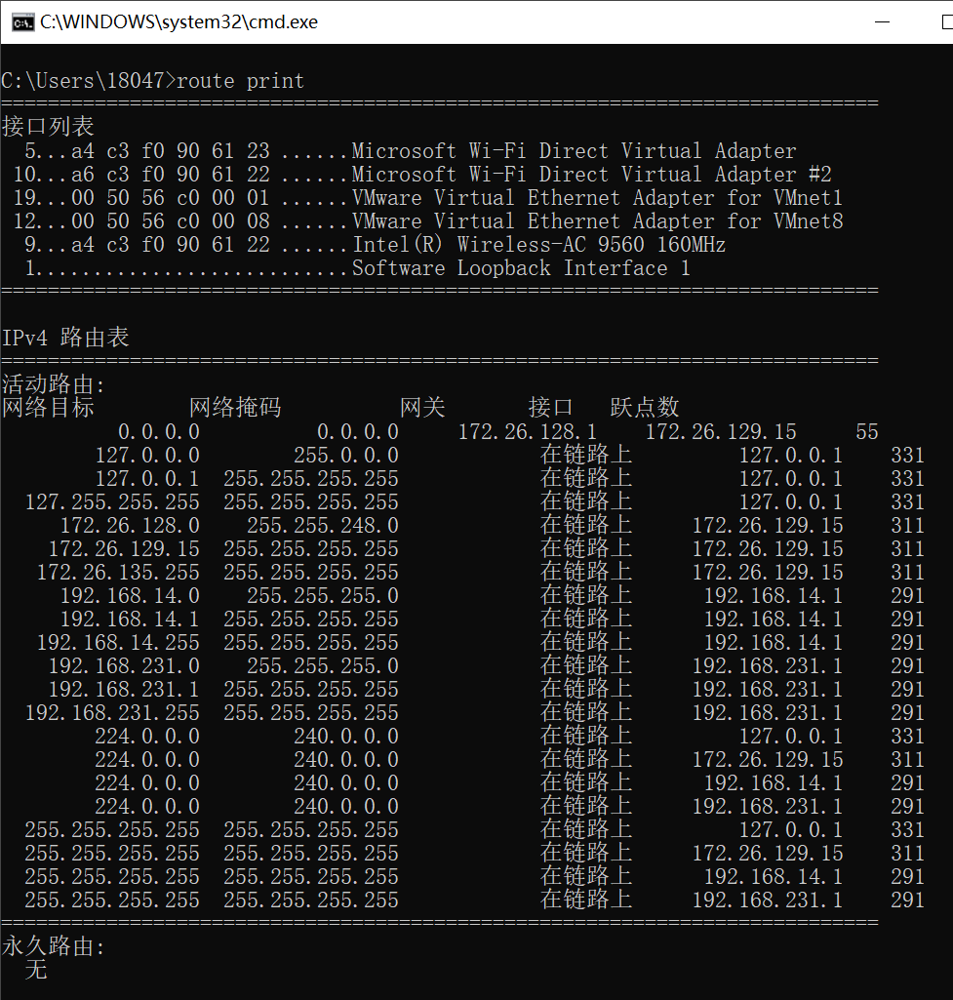 C:\WINDOWS\system32\cmd.exe
C:\Users\18047>route print
===========================================================================
接口列表
  5...a4 c3 f0 90 61 23 ......Microsoft Wi-Fi Direct Virtual Adapter
 10...a6 c3 f0 90 61 22 ......Microsoft Wi-Fi Direct Virtual Adapter #2
 19...00 50 56 c0 00 01 ......VMware Virtual Ethernet Adapter for VMnet1
 12...00 50 56 c0 00 08 ......VMware Virtual Ethernet Adapter for VMnet8
  9...a4 c3 f0 90 61 22 ......Intel(R) Wireless-AC 9560 160MHz
  1...........................Software Loopback Interface 1
===========================================================================
IPv4 路由表
===========================================================================
活动路由:
网络目标        网络掩码          网关       接口   跃点数
          0.0.0.0          0.0.0.0     172.26.128.1    172.26.129.15     55
        127.0.0.0        255.0.0.0            在链路上         127.0.0.1    331
        127.0.0.1  255.255.255.255            在链路上         127.0.0.1    331
  127.255.255.255  255.255.255.255            在链路上         127.0.0.1    331
     172.26.128.0    255.255.248.0            在链路上     172.26.129.15    311
    172.26.129.15  255.255.255.255            在链路上     172.26.129.15    311
   172.26.135.255  255.255.255.255            在链路上     172.26.129.15    311
     192.168.14.0    255.255.255.0            在链路上      192.168.14.1    291
     192.168.14.1  255.255.255.255            在链路上      192.168.14.1    291
   192.168.14.255  255.255.255.255            在链路上      192.168.14.1    291
    192.168.231.0    255.255.255.0            在链路上     192.168.231.1    291
    192.168.231.1  255.255.255.255            在链路上     192.168.231.1    291
  192.168.231.255  255.255.255.255            在链路上     192.168.231.1    291
        224.0.0.0        240.0.0.0            在链路上         127.0.0.1    331
        224.0.0.0        240.0.0.0            在链路上     172.26.129.15    311
        224.0.0.0        240.0.0.0            在链路上      192.168.14.1    291
        224.0.0.0        240.0.0.0            在链路上     192.168.231.1    291
  255.255.255.255  255.255.255.255            在链路上         127.0.0.1    331
  255.255.255.255  255.255.255.255            在链路上     172.26.129.15    311
  255.255.255.255  255.255.255.255            在链路上      192.168.14.1    291
  255.255.255.255  255.255.255.255            在链路上     192.168.231.1    291
===========================================================================
永久路由:
  无